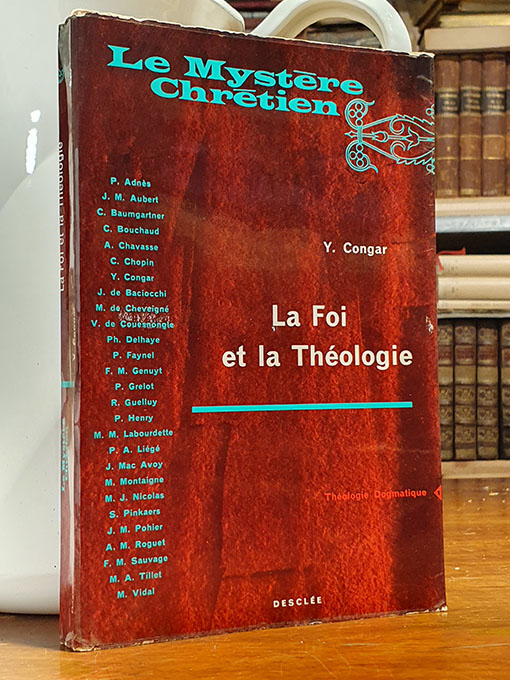 Le Mystère
Chrétien
P. Adnès
J. M. Aubert
C. Baumgartner
C. Bouchaud
A. Chavasse
C. Chopin
Y. Congar
J. de Baciocchi
M. de Cheveigné
V. de Couesnongle
Ph. Delhaye
P. Faynel
F. M. Genuyt
P. Grelot
R. Guelluy
P. Henry
M. M. Labourdette
P. A. Liégé
J. Mac Avoy
M. Montaigne
M. J. Nicolas
S. Pinkaers
J. M. Pohier
A. M. Roguet
F. M. Sauvage
M. A. Tillet
M. Vidal
Y. Congar
La Foi
et la Théologie
Théologie Dogmatique
DESCLÉE
La Foi et la Théologie